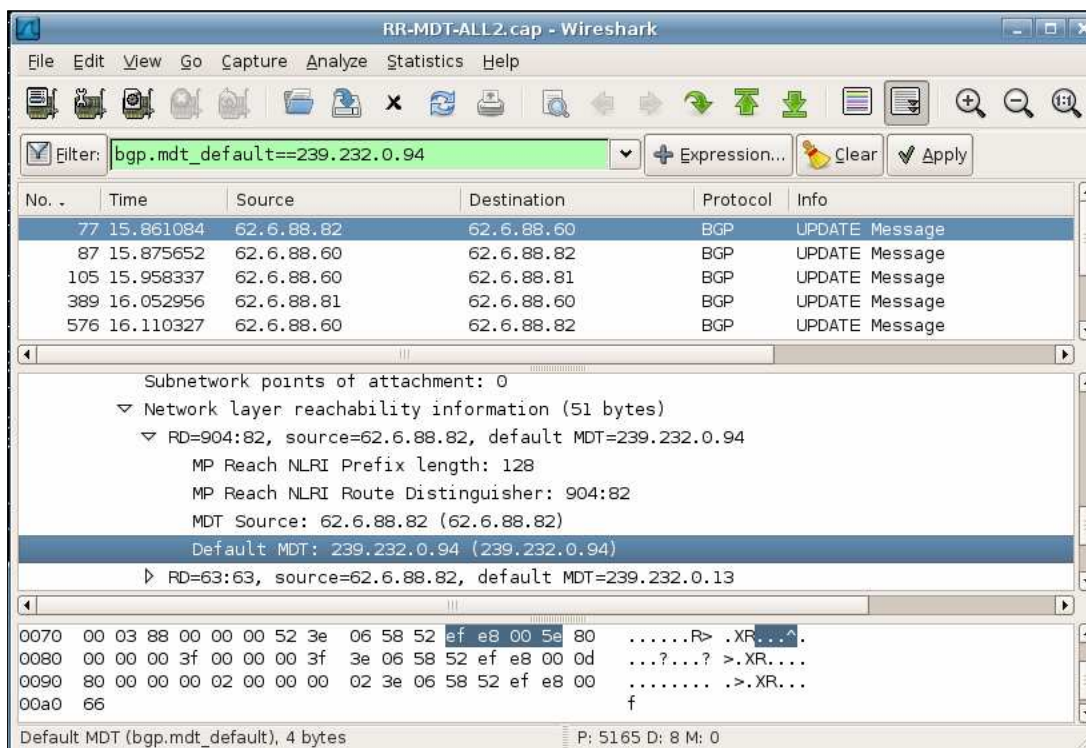 RR-MDT-ALL2.cap - Wireshark
File Edit View Go Capture Analyze Statistics Help
Filter: bgp.mdt_default==239.232.0.94 Expression... Clear Apply
No. . Time Source Destination Protocol Info
77 15.861084 62.6.88.82 62.6.88.60 BGP UPDATE Message
87 15.875652 62.6.88.60 62.6.88.82 BGP UPDATE Message
105 15.958337 62.6.88.60 62.6.88.81 BGP UPDATE Message
389 16.052956 62.6.88.81 62.6.88.60 BGP UPDATE Message
576 16.110327 62.6.88.60 62.6.88.82 BGP UPDATE Message
Subnetwork points of attachment: 0
Network layer reachability information (51 bytes)
RD=904:82, source=62.6.88.82, default MDT=239.232.0.94
MP Reach NLRI Prefix length: 128
MP Reach NLRI Route Distinguisher: 904:82
MDT Source: 62.6.88.82 (62.6.88.82)
Default MDT: 239.232.0.94 (239.232.0.94)
RD=63:63, source=62.6.88.82, default MDT=239.232.0.13
0070 00 03 88 00 00 00 52 3e 06 58 52 ef e8 00 5e 80 ......R> .XR...^.
0080 00 00 00 3f 00 00 00 3f 3e 06 58 52 ef e8 00 0d ...?...? >.XR....
0090 80 00 00 00 02 00 00 00 02 3e 06 58 52 ef e8 00 ........ .>.XR...
00a0 66 f
Default MDT (bgp.mdt_default), 4 bytes P: 5165 D: 8 M: 0